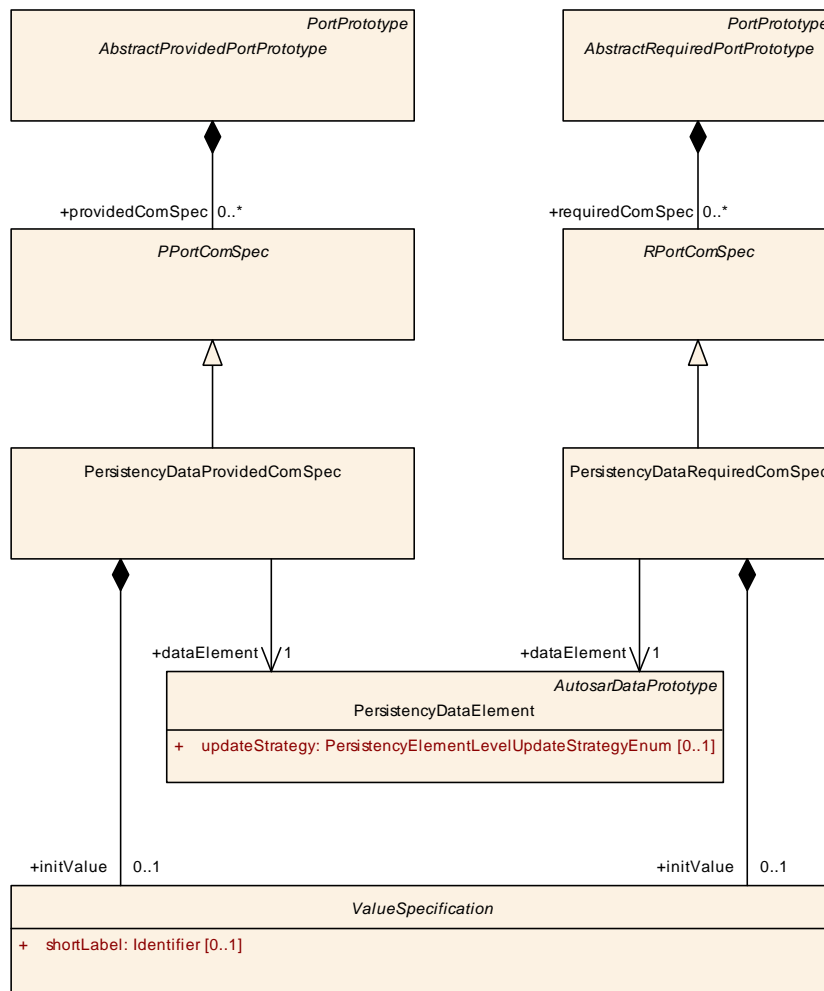 PortPrototype
AbstractProvidedPortPrototype
PortPrototype
AbstractRequiredPortPrototype
+providedComSpec 0..*
+requiredComSpec 0..*
PPortComSpec
RPortComSpec
PersistencyDataProvidedComSpec
PersistencyDataRequiredComSpec
+dataElement 1
+dataElement 1
AutosarDataPrototype
PersistencyDataElement
+ updateStrategy: PersistencyElementLevelUpdateStrategyEnum [0..1]
+initValue 0..1
+initValue 0..1
ValueSpecification
+ shortLabel: Identifier [0..1]